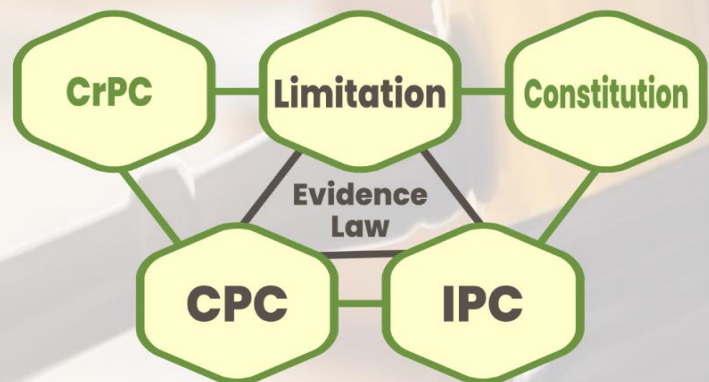 CrPC
Limitation
Constitution
Evidence
Law
CPC
IPC